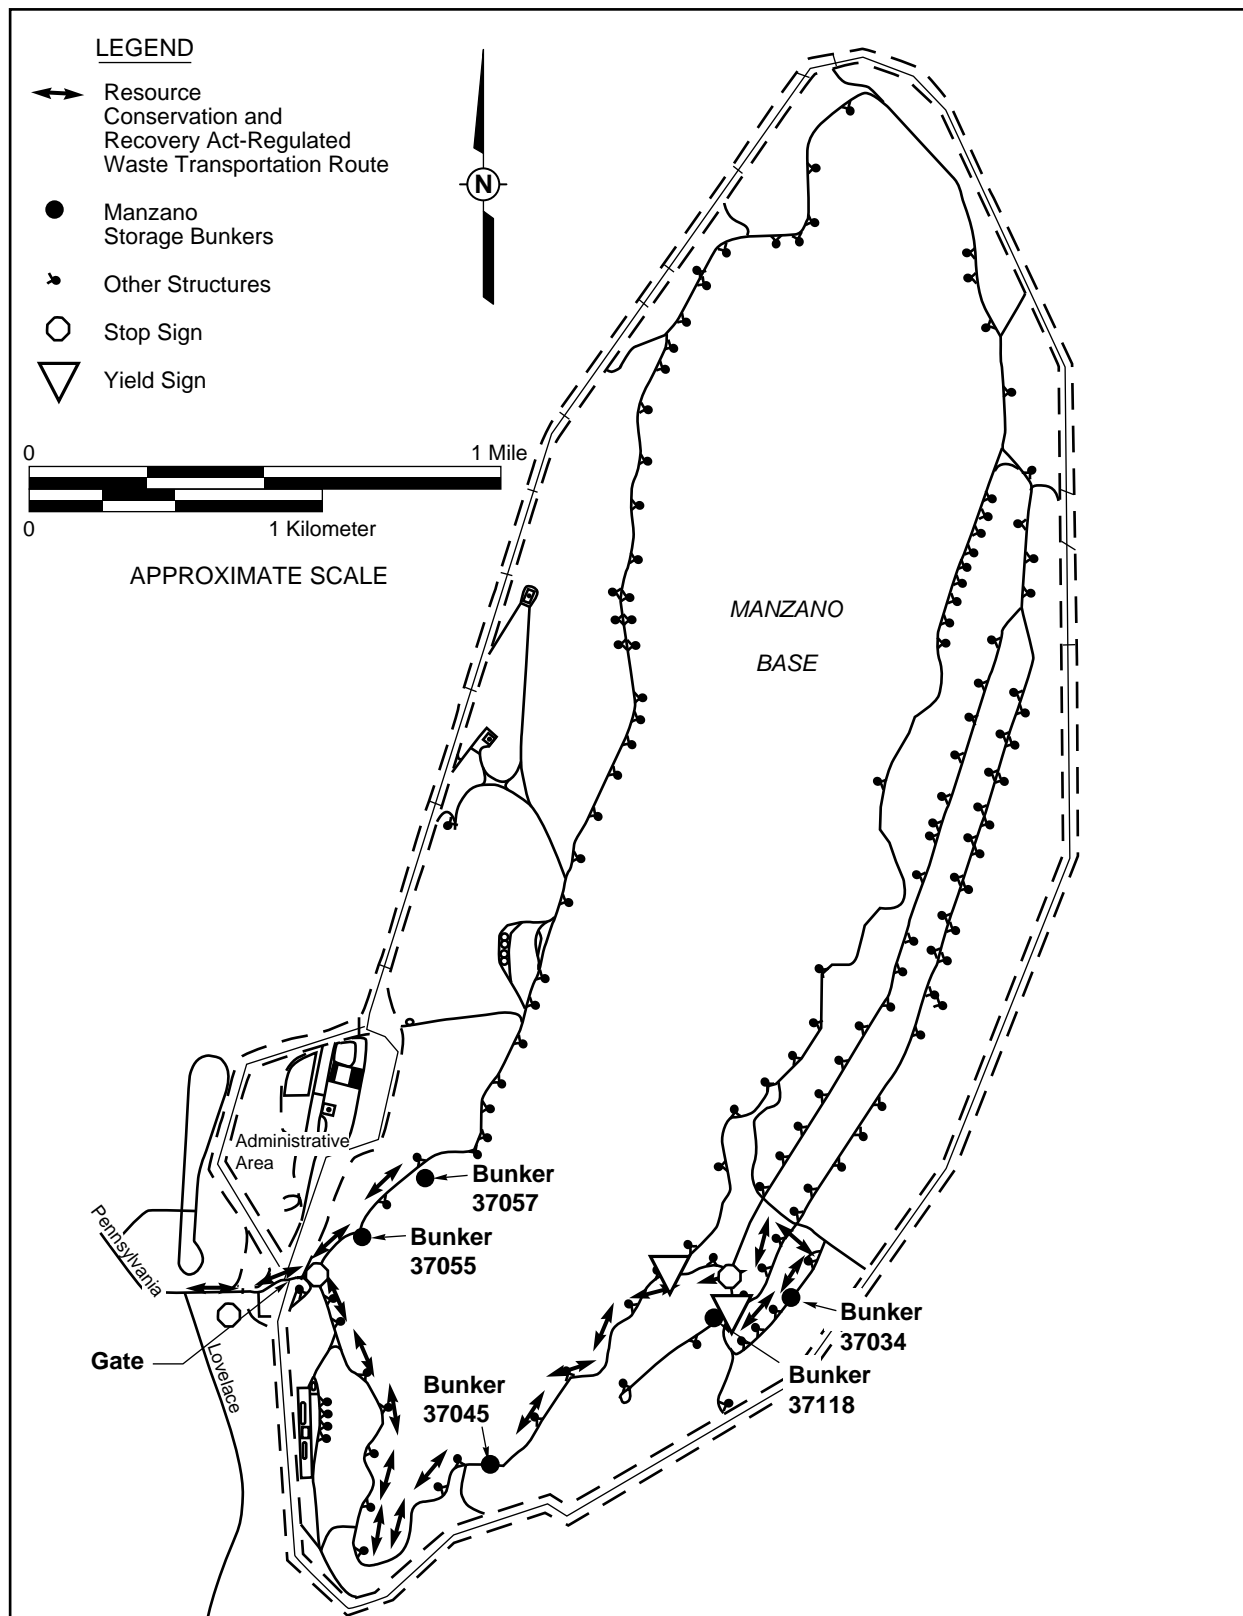 LEGEND
Resource
Conservation and
Recovery Act-Regulated
Waste Transportation Route
Manzano
Storage Bunkers
Other Structures
Stop Sign
Yield Sign
N
0
1 Mile
0
1 Kilometer
APPROXIMATE SCALE
MANZANO
BASE
Administrative
Area
Bunker
37057
Pennsylvania
Bunker
37055
Gate
Lovelace
Bunker
37034
Bunker
37045
Bunker
37118